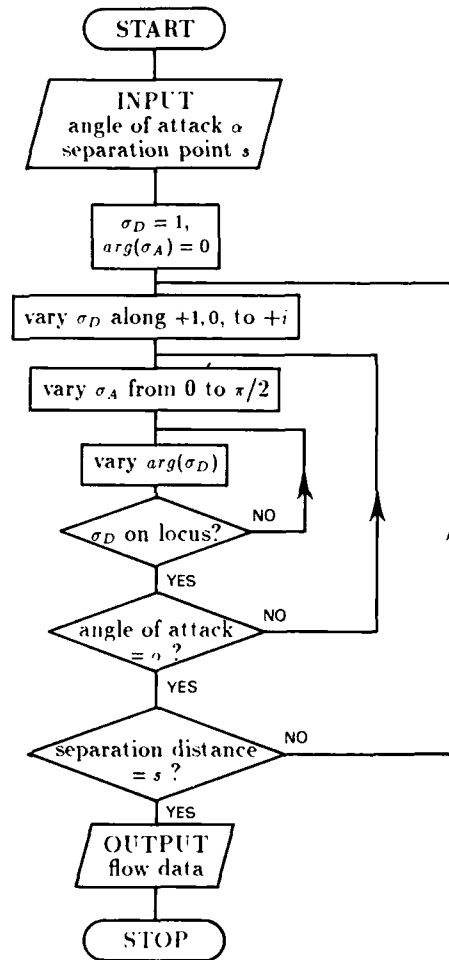 START
INPUT
angle of attack α
separation point s
σ_D = 1,
arg(σ_A) = 0
vary σ_D along +1,0, to +i
vary σ_A from 0 to π/2
vary arg(σ_D)
σ_D on locus?
NO
YES
angle of attack
= α ?
NO
YES
separation distance
= s ?
NO
YES
OUTPUT
flow data
STOP